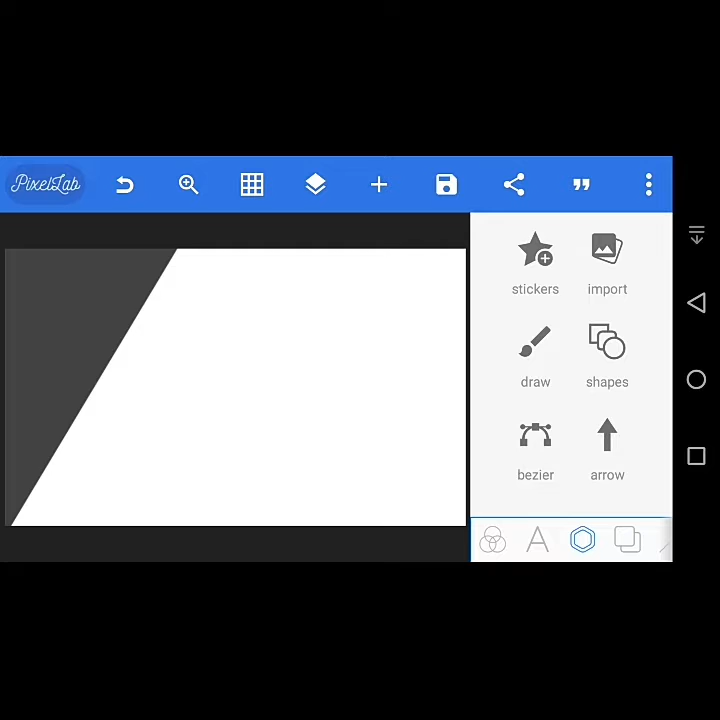 PixelLab
stickers
import
draw
shapes
bezier
arrow